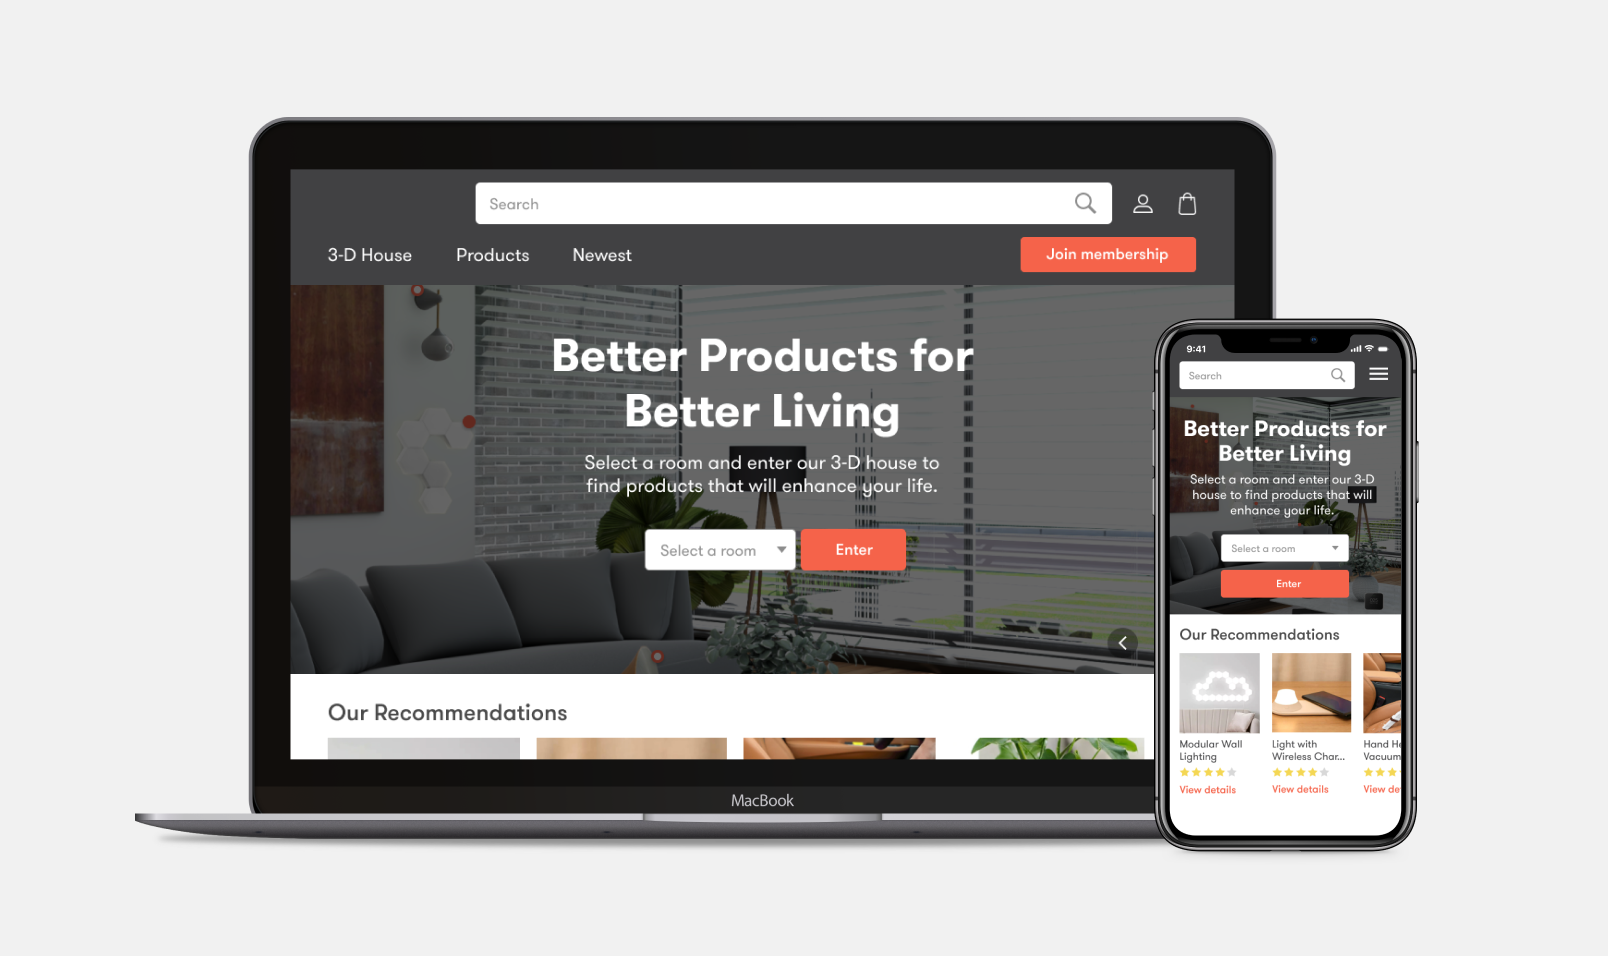 Search
3-D House
Products
Newest
Join membership
Better Products for
Better Living
Select a room and enter our 3-D house to
find products that will enhance your life.
Select a room
Enter
Our Recommendations
MacBook
9:41
Search
Better Products for
Better Living
Select a room and enter our 3-D
house to find products that will
enhance your life.
Select a room
Enter
Our Recommendations
Modular Wall
Lighting
View details
Light with
Wireless Char...
View details
Hand He
Vacuum
View de